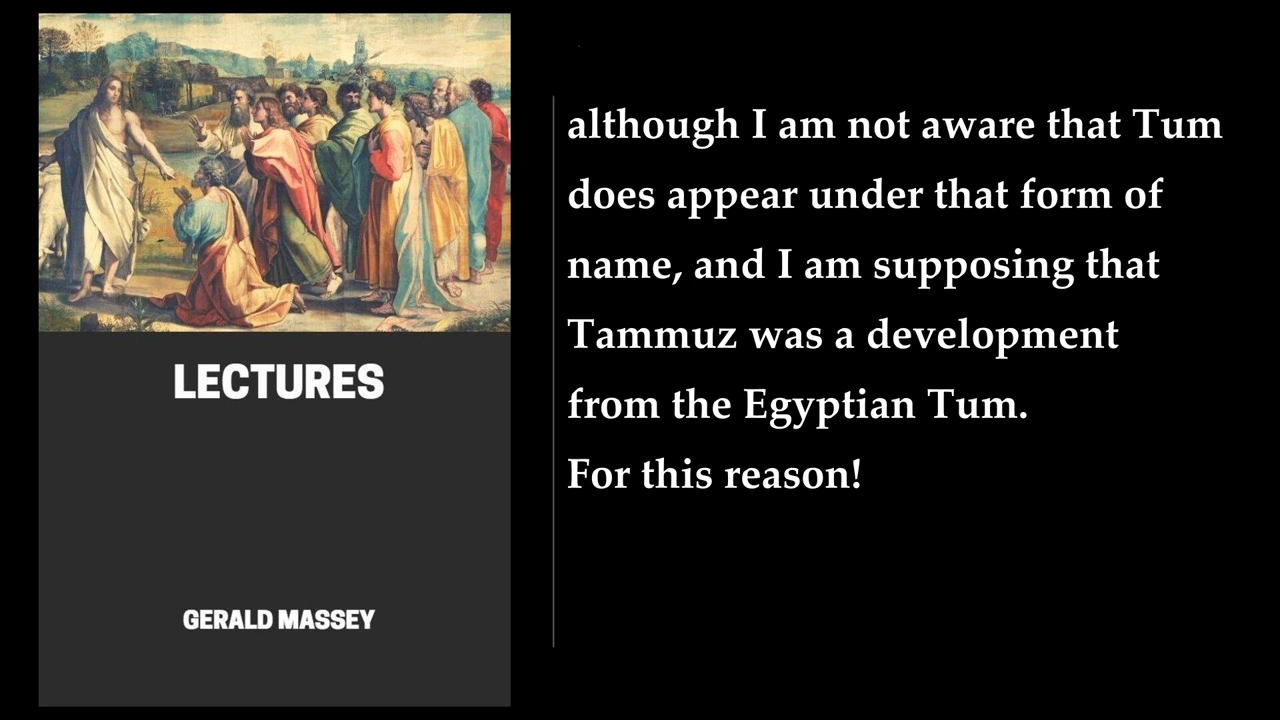 LECTURES
GERALD MASSEY
although I am not aware that Tum
does appear under that form of
name, and I am supposing that
Tammuz was a development
from the Egyptian Tum.
For this reason!